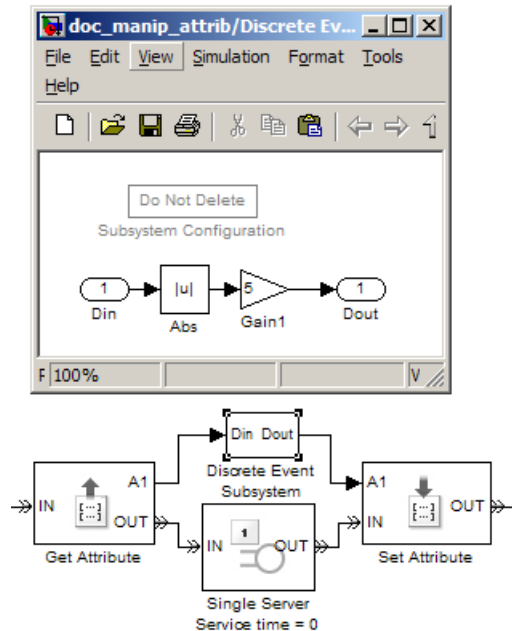 doc_manip_attrib/Discrete Ev...
File Edit View Simulation Format Tools
Help
Do Not Delete
Subsystem Configuration
1 |u| 5 1
Din Abs Gain1 Dout
F 100% V
Din Dout
Discrete Event
Subsystem
IN A1 OUT [...]
Get Attribute
IN 1 OUT
Single Server
Service time = 0
A1 IN OUT [...]
Set Attribute